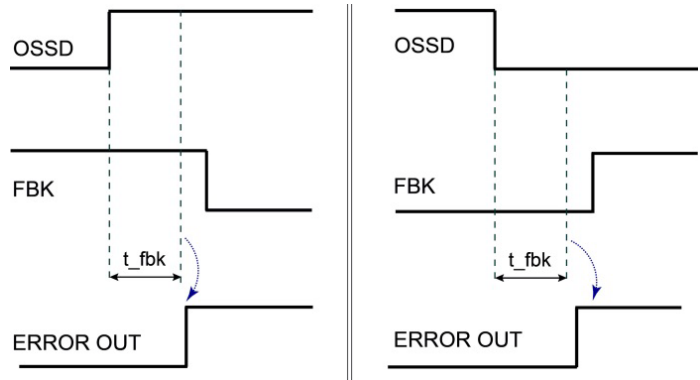 OSSD
FBK
t_fbk
ERROR OUT
OSSD
FBK
t_fbk
ERROR OUT